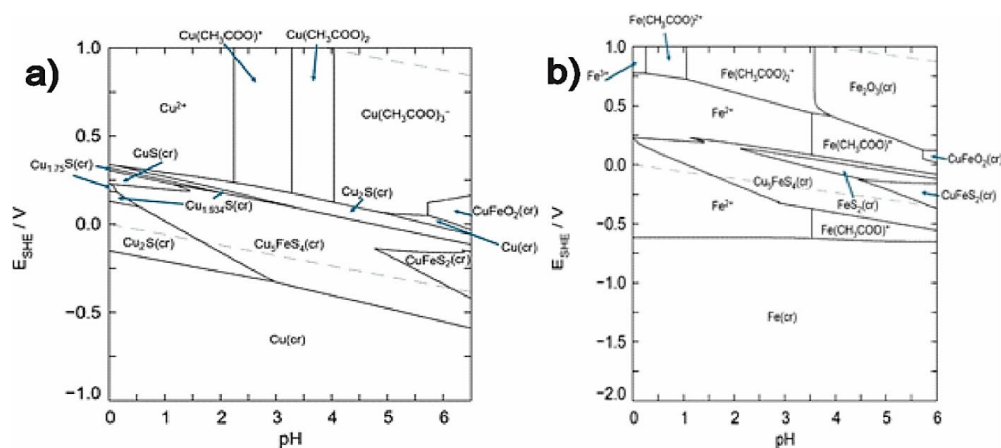 a)
Cu(CH₃COO)⁺
Cu(CH₃COO)₂
Cu²⁺
Cu(CH₃COO)₃⁻
Cu₁.₇₅S(cr)
CuS(cr)
Cu₁.₉₃₄S(cr)
Cu₂S(cr)
CuFeO₂(cr)
Cu(cr)
Cu₂S(cr)
Cu₅FeS₄(cr)
CuFeS₂(cr)
Cu(cr)
E_SHE / V
1.0
0.5
0.0
−0.5
−1.0
0 1 2 3 4 5 6
pH
b)
Fe(CH₃COO)²⁺
Fe³⁺
Fe(CH₃COO)₂⁺
Fe₂O₃(cr)
Fe²⁺
Fe(CH₃COO)⁺
CuFeO₂(cr)
Cu₅FeS₄(cr)
FeS₂(cr)
CuFeS₂(cr)
Fe²⁺
Fe(CH₃COO)⁺
Fe(cr)
E_SHE / V
1.0
0.5
0.0
−0.5
−1.0
−1.5
−2.0
0 1 2 3 4 5 6
pH